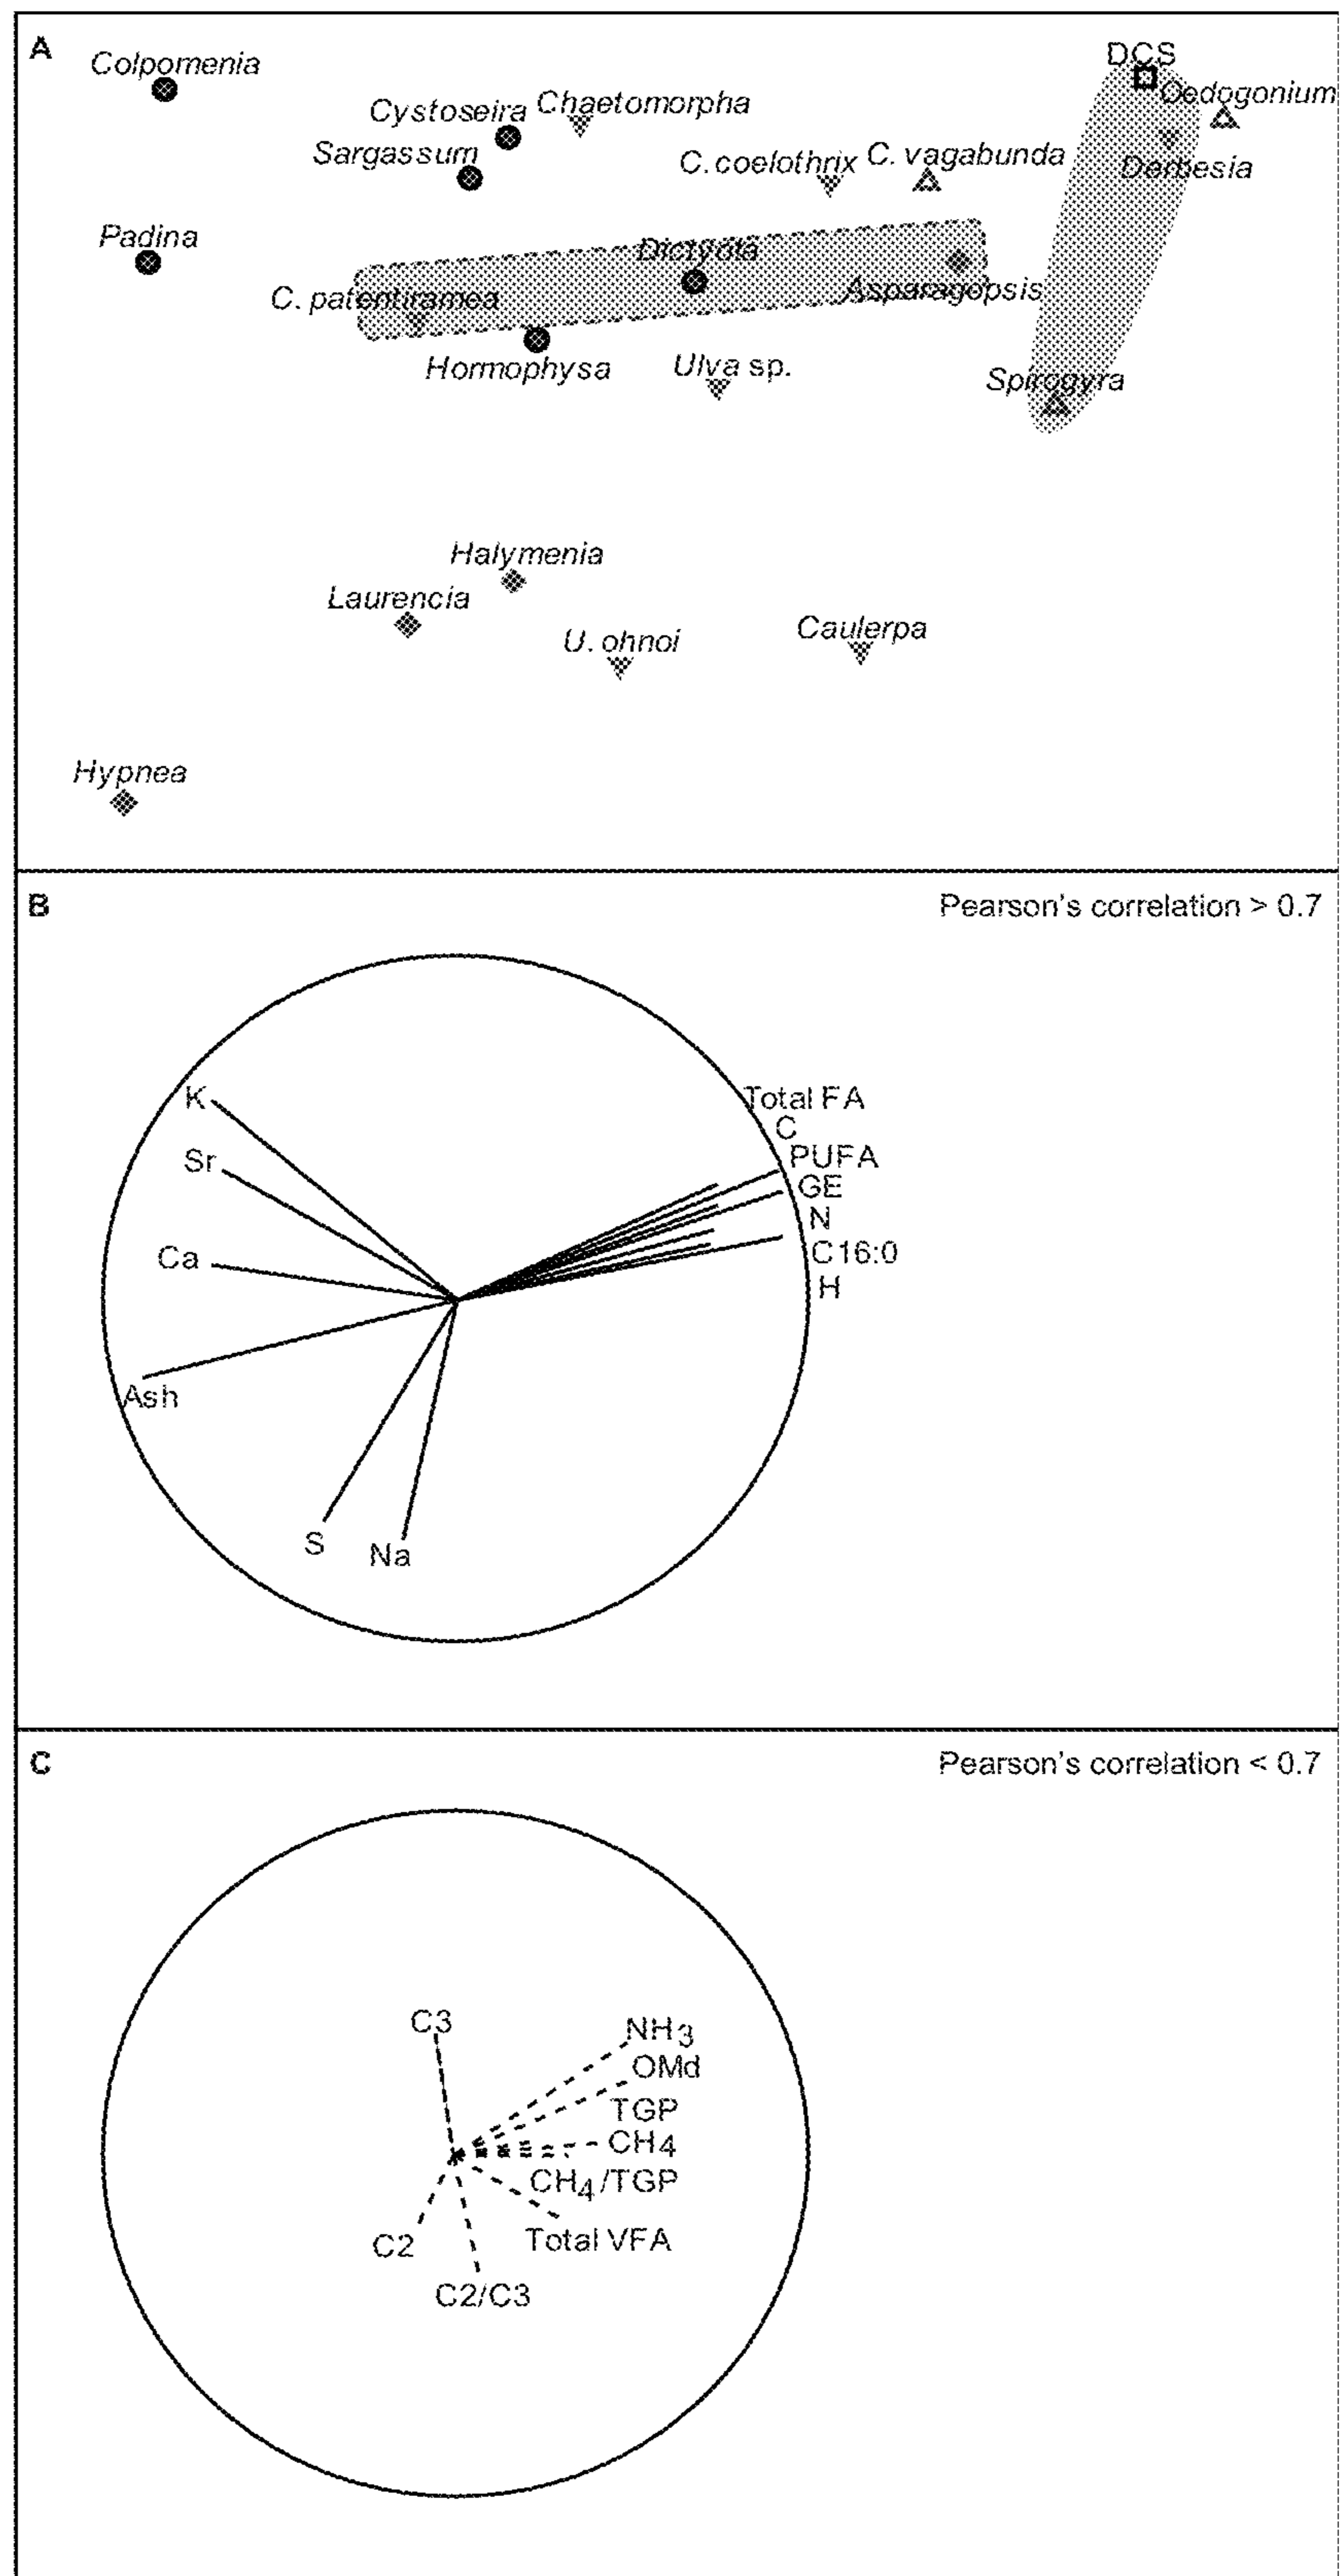 A
DCS
Colpomenia
Oedogonium
Cystoseira
Chaetomorpha
Sargassum
C. coelothrix
C. vagabunda
Derbesia
Padina
Dictyota
C. patentiramea
Asparagopsis
Hormophysa
Ulva sp.
Spirogyra
Halymenia
Laurencia
U. ohnoi
Caulerpa
Hypnea
B
Pearson's correlation > 0.7
K
Total FA
C
Sr
PUFA
GE
N
Ca
C16:0
H
Ash
S
Na
C
Pearson's correlation < 0.7
C3
NH3
OMd
TGP
CH4
CH4/TGP
C2
Total VFA
C2/C3